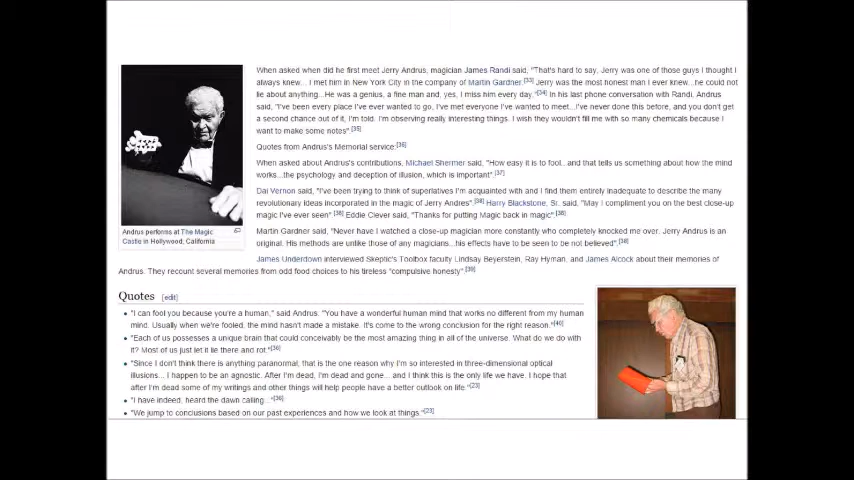 When asked when did he first meet Jerry Andrus, magician James Randi said, "That's hard to say, Jerry was one of those guys I thought I
always knew... I met him in New York City in the company of Martin Gardner.[33] Jerry was the most honest man I ever knew...he could not
lie about anything...He was a genius, a fine man and, yes, I miss him every day."[34] In his last phone conversation with Randi, Andrus
said, "I've been every place I've ever wanted to go, I've met everyone I've wanted to meet...I've never done this before, and you don't get
a second chance out of it, I'm told. I'm observing really interesting things. I wish they wouldn't fill me with so many chemicals because I
want to make some notes".[35]
Quotes from Andrus's Memorial service:[36]
When asked about Andrus's contributions, Michael Shermer said, "How easy it is to fool...and that tells us something about how the mind
works...the psychology and deception of illusion, which is important".[37]
Dai Vernon said, "I've been trying to think of superlatives I'm acquainted with and I find them entirely inadequate to describe the many
revolutionary ideas incorporated in the magic of Jerry Andres".[38] Harry Blackstone, Sr. said, "May I compliment you on the best close-up
magic I've ever seen".[38] Eddie Clever said, "Thanks for putting Magic back in magic".[38]
Martin Gardner said, "Never have I watched a close-up magician more constantly who completely knocked me over. Jerry Andrus is an
original. His methods are unlike those of any magicians...his effects have to be seen to be not believed".[38]
James Underdown interviewed Skeptic's Toolbox faculty Lindsay Beyerstein, Ray Hyman, and James Alcock about their memories of
Andrus. They recount several memories from odd food choices to his tireless "compulsive honesty".[39]
Andrus performs at The Magic
Castle in Hollywood, California
Quotes [edit]
• "I can fool you because you're a human," said Andrus. "You have a wonderful human mind that works no different from my human
mind. Usually when we're fooled, the mind hasn't made a mistake. It's come to the wrong conclusion for the right reason."[40]
• "Each of us possesses a unique brain that could conceivably be the most amazing thing in all of the universe. What do we do with
it? Most of us just let it lie there and rot."[36]
• "Since I don't think there is anything paranormal, that is the one reason why I'm so interested in three-dimensional optical
illusions... I happen to be an agnostic. After I'm dead, I'm dead and gone... and I think this is the only life we have. I hope that
after I'm dead some of my writings and other things will help people have a better outlook on life."[23]
• "I have indeed, heard the dawn calling..."[36]
• "We jump to conclusions based on our past experiences and how we look at things."[23]